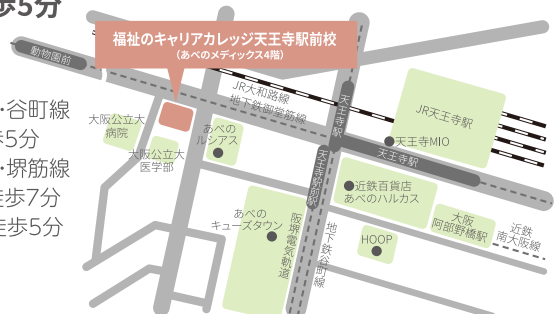 歩5分
・谷町線
歩5分
・堺筋線
徒歩7分
徒歩5分
福祉のキャリアカレッジ天王寺駅前校
（あべのメディックス4階）
動物園前
JR大和路線
地下鉄御堂筋線
天王寺駅
JR天王寺駅
大阪公立大
病院
あべの
ルシアス
天王寺MIO
天王寺駅
大阪公立大
医学部
天王寺駅前駅
近鉄百貨店
あべのハルカス
あべの
キューズタウン
阪堺電気軌道
地下鉄谷町線
HOOP
大阪
阿部野橋駅
近鉄
南大阪線